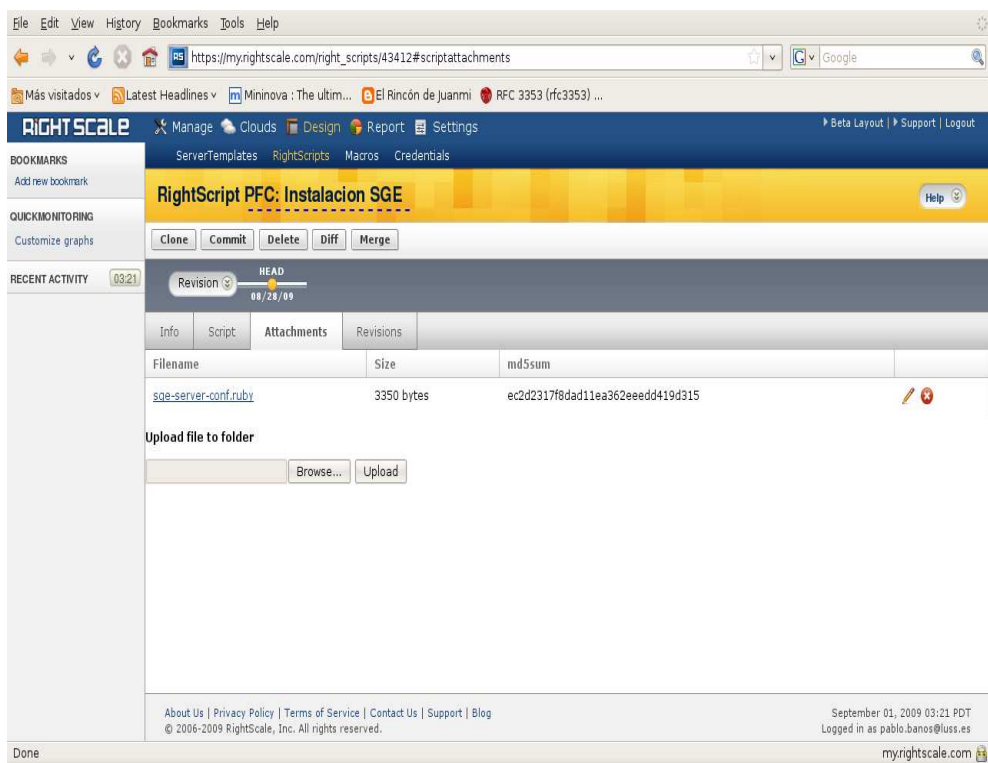 File Edit View History Bookmarks Tools Help
RS https://my.rightscale.com/right_scripts/43412#scriptattachments G Google
Más visitados Latest Headlines m Mininova : The ultim... El Rincón de Juanmi RFC 3353 (rfc3353) ...
RIGHTSCALE Manage Clouds Design Report Settings Beta Layout | Support | Logout
ServerTemplates RightScripts Macros Credentials
BOOKMARKS
Add new bookmark
QUICKMONITORING
Customize graphs
RECENT ACTIVITY 03:21
RightScript PFC: Instalacion SGE Help
Clone Commit Delete Diff Merge
Revision HEAD
08/28/09
Info Script Attachments Revisions
Filename Size md5sum
sge-server-conf.ruby 3350 bytes ec2d2317f8dad11ea362eeedd419d315
Upload file to folder
Browse... Upload
About Us | Privacy Policy | Terms of Service | Contact Us | Support | Blog September 01, 2009 03:21 PDT
© 2006-2009 RightScale, Inc. All rights reserved. Logged in as pablo.banos@luss.es
Done my.rightscale.com